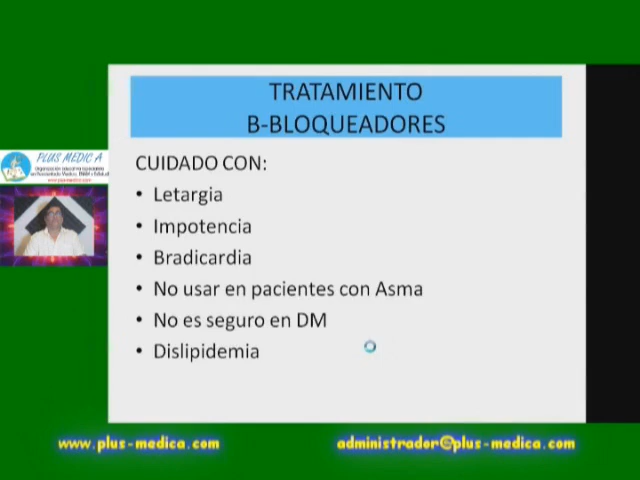 TRATAMIENTO
B-BLOQUEADORES
CUIDADO CON:
• Letargia
• Impotencia
• Bradicardia
• No usar en pacientes con Asma
• No es seguro en DM
• Dislipidemia
PLUS MEDIC A
www.plus-medica.com
administrador@plus-medica.com